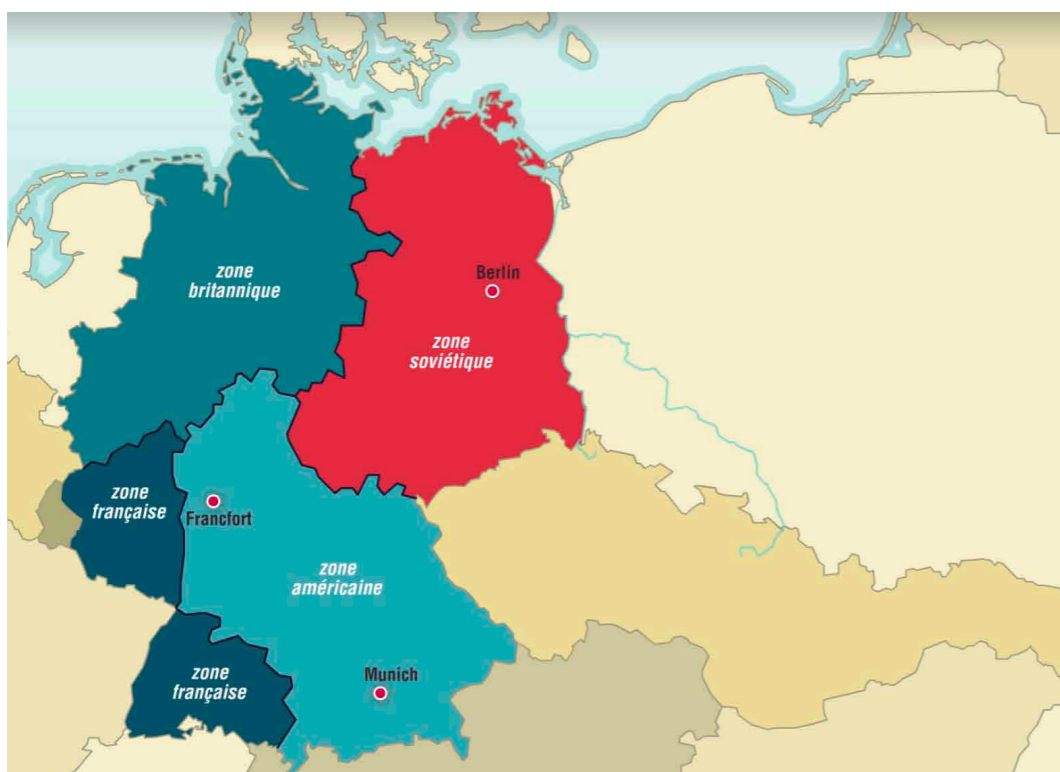 zone
britannique
Berlin
zone
soviétique
zone
française
Francfort
zone
américaine
zone
française
Munich